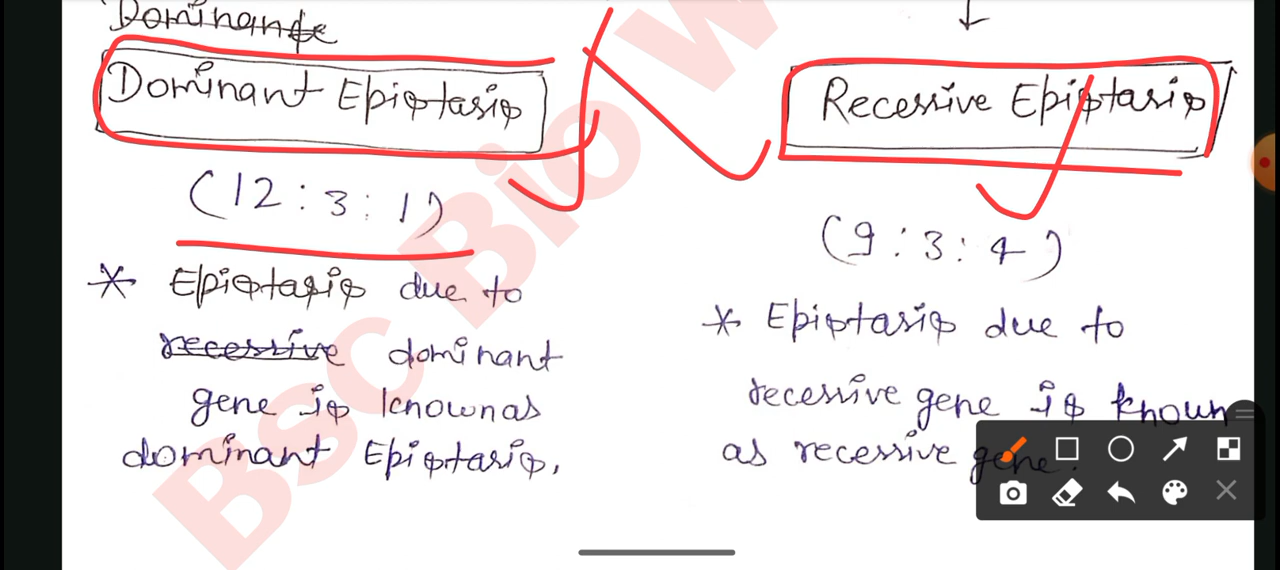 Dominance
Dominant Epistasis
(12 : 3 : 1)
* Epistasis due to
recessive dominant
gene is known as
dominant Epistasis,
Recessive Epistasis
(9 : 3 : 4)
* Epistasis due to
recessive gene is known
as recessive gene.
BSC Bio W